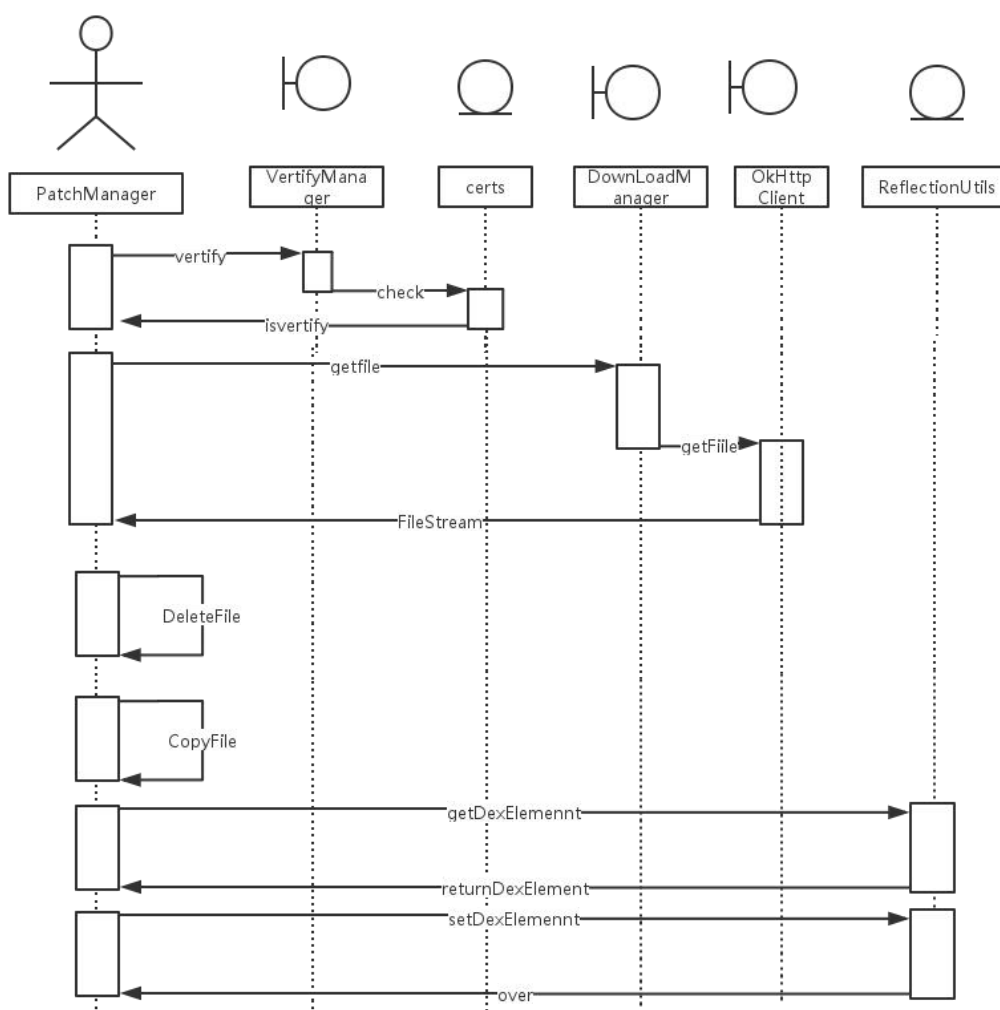 PatchManager
VertifyMana
ger
certs
DownLoadM
anager
OkHttp
Client
ReflectionUtils
vertify
check
isvertify
getfile
getFiile
FileStream
DeleteFile
CopyFile
getDexElemennt
returnDexElement
setDexElemennt
over